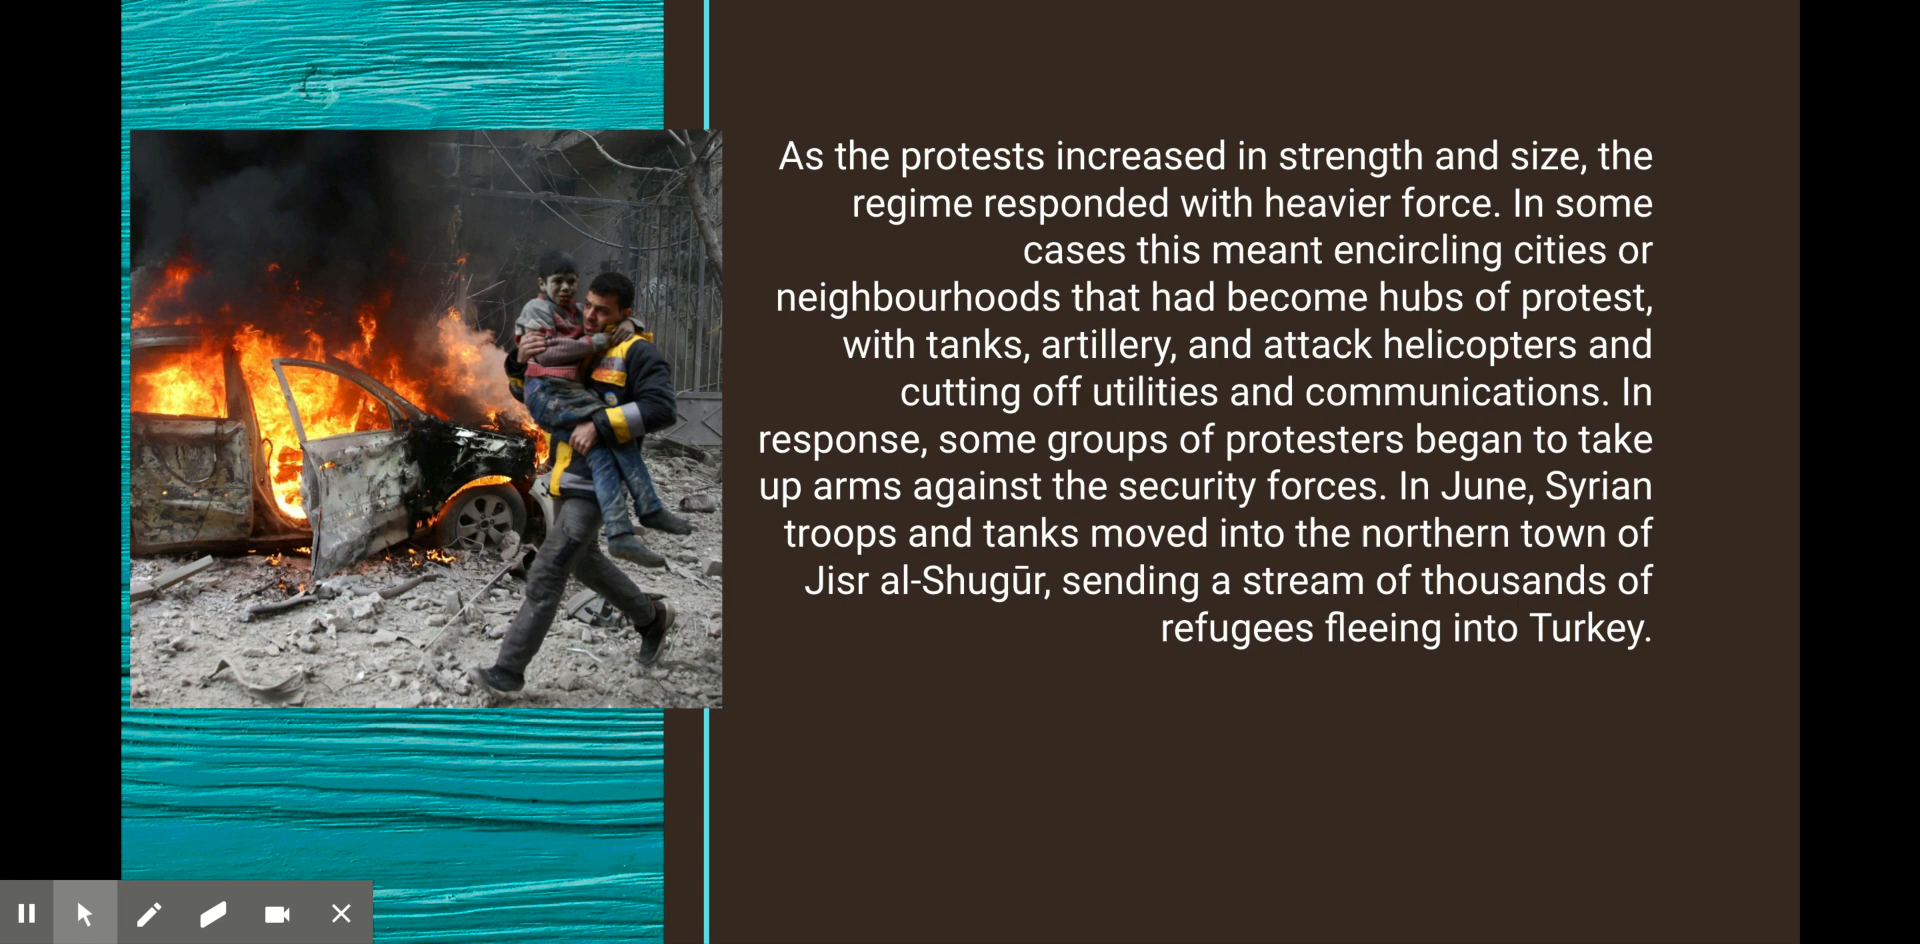 As the protests increased in strength and size, the
regime responded with heavier force. In some
cases this meant encircling cities or
neighbourhoods that had become hubs of protest,
with tanks, artillery, and attack helicopters and
cutting off utilities and communications. In
response, some groups of protesters began to take
up arms against the security forces. In June, Syrian
troops and tanks moved into the northern town of
Jisr al-Shugūr, sending a stream of thousands of
refugees fleeing into Turkey.